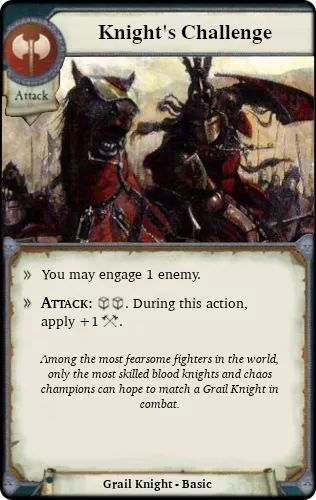 Knight's Challenge
Attack
» You may engage 1 enemy.
» ATTACK: . During this action,
apply +1 .
Among the most fearsome fighters in the world,
only the most skilled blood knights and chaos
champions can hope to match a Grail Knight in
combat.
Grail Knight - Basic